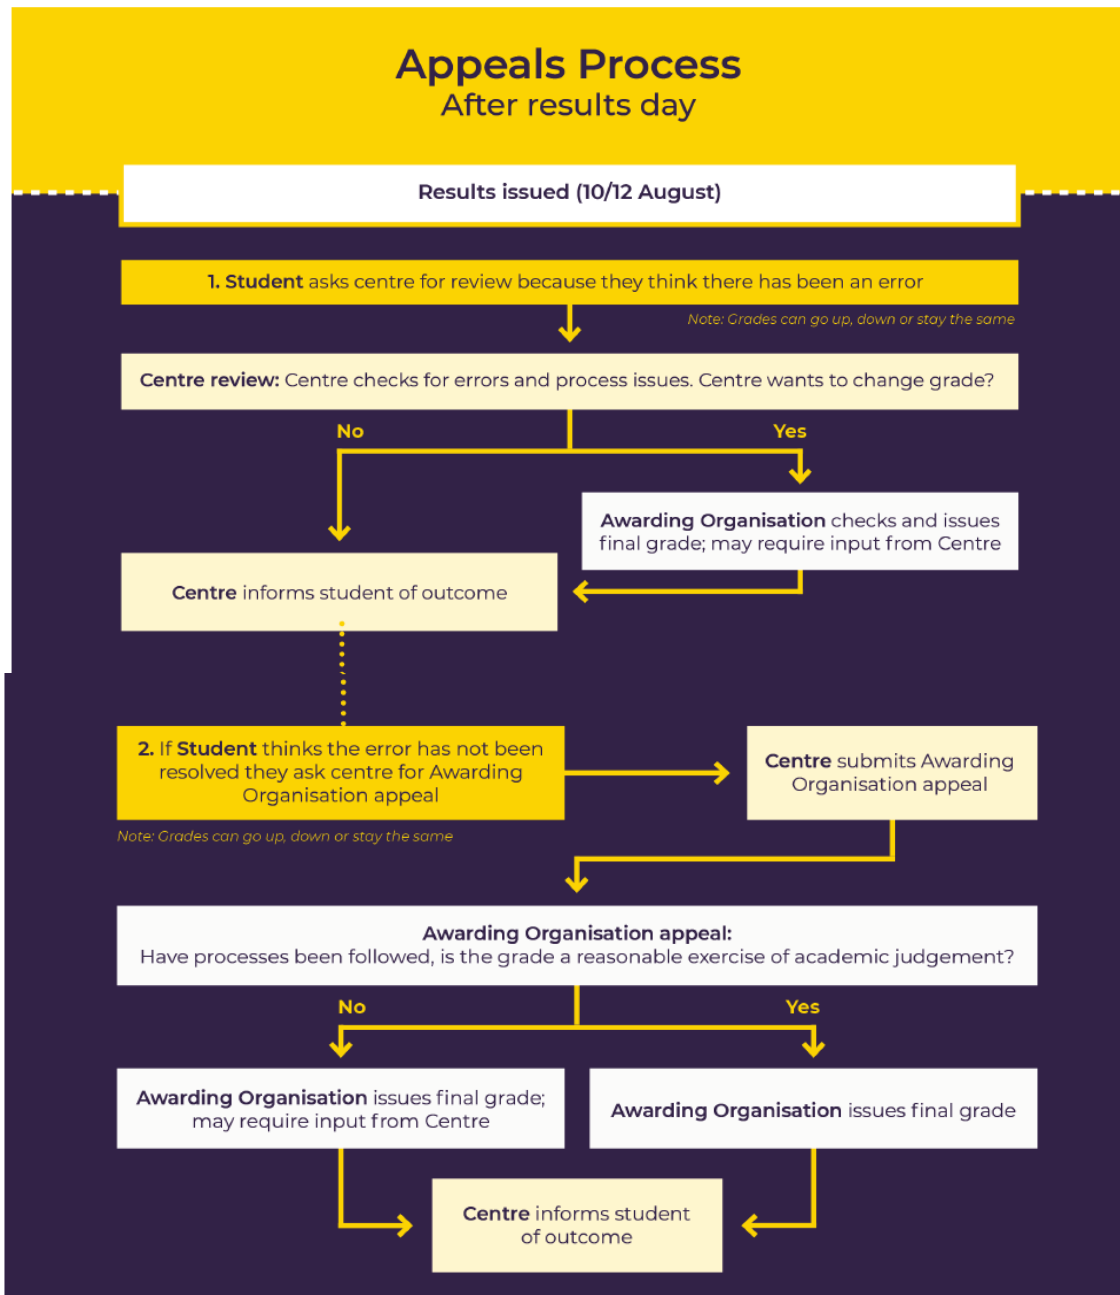 Appeals Process
After results day
Results issued (10/12 August)
1. Student asks centre for review because they think there has been an error
Note: Grades can go up, down or stay the same
Centre review: Centre checks for errors and process issues. Centre wants to change grade?
No
Yes
Awarding Organisation checks and issues
final grade; may require input from Centre
Centre informs student of outcome
2. If Student thinks the error has not been
resolved they ask centre for Awarding
Organisation appeal
Note: Grades can go up, down or stay the same
Centre submits Awarding
Organisation appeal
Awarding Organisation appeal:
Have processes been followed, is the grade a reasonable exercise of academic judgement?
No
Yes
Awarding Organisation issues final grade;
may require input from Centre
Awarding Organisation issues final grade
Centre informs student
of outcome